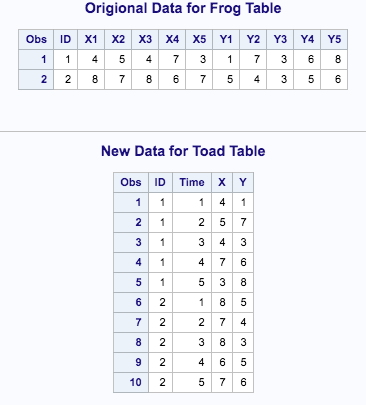 Origional Data for Frog Table
Obs ID X1 X2 X3 X4 X5 Y1 Y2 Y3 Y4 Y5
1 1 4 5 4 7 3 1 7 3 6 8
2 2 8 7 8 6 7 5 4 3 5 6
New Data for Toad Table
Obs ID Time X Y
1 1 1 4 1
2 1 2 5 7
3 1 3 4 3
4 1 4 7 6
5 1 5 3 8
6 2 1 8 5
7 2 2 7 4
8 2 3 8 3
9 2 4 6 5
10 2 5 7 6